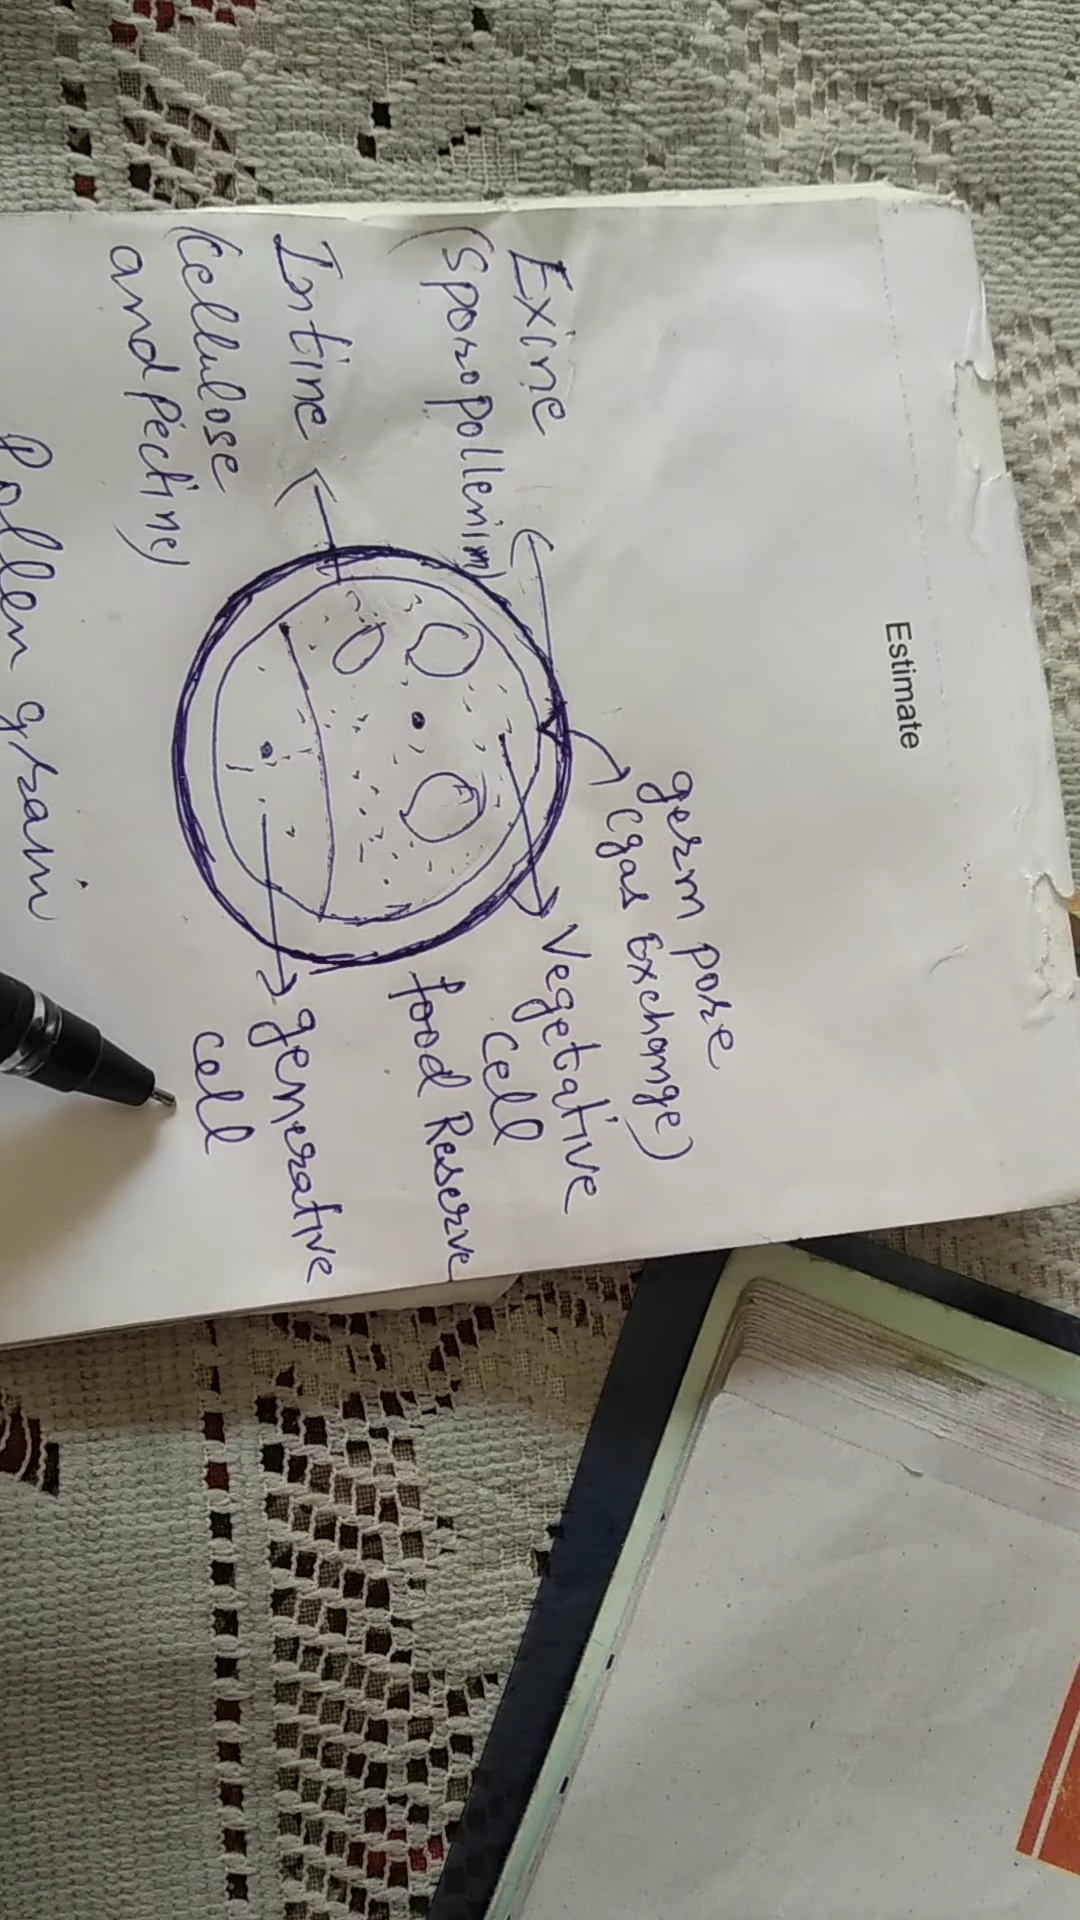 Estimate
germ pore
(gas Exchange)
Exine
(sporopollenin)
Vegetative
cell
food Reserve
Intine
(cellulose
and Pectine)
generative
cell
Pollen grain